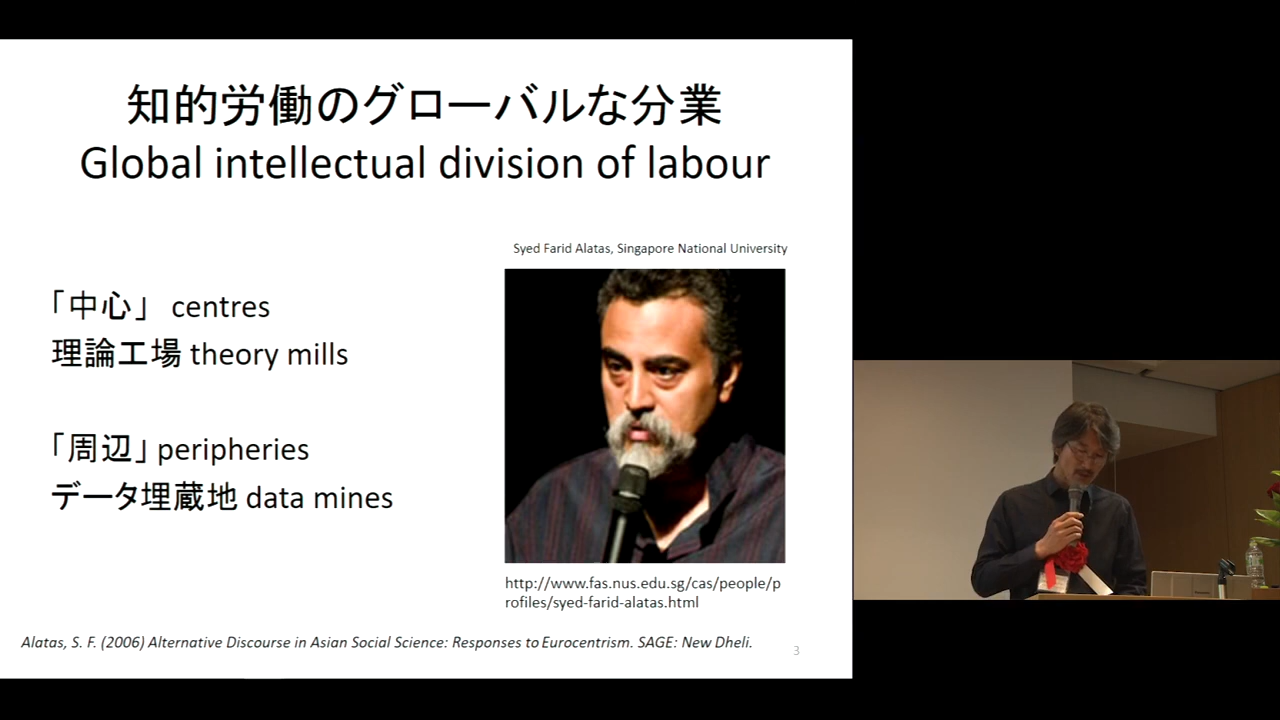 知的労働のグローバルな分業
Global intellectual division of labour
Syed Farid Alatas, Singapore National University
「中心」 centres
理論工場 theory mills
「周辺」 peripheries
データ埋蔵地 data mines
http://www.fas.nus.edu.sg/cas/people/p
rofiles/syed-farid-alatas.html
Alatas, S. F. (2006) Alternative Discourse in Asian Social Science: Responses to Eurocentrism. SAGE: New Dheli.
3